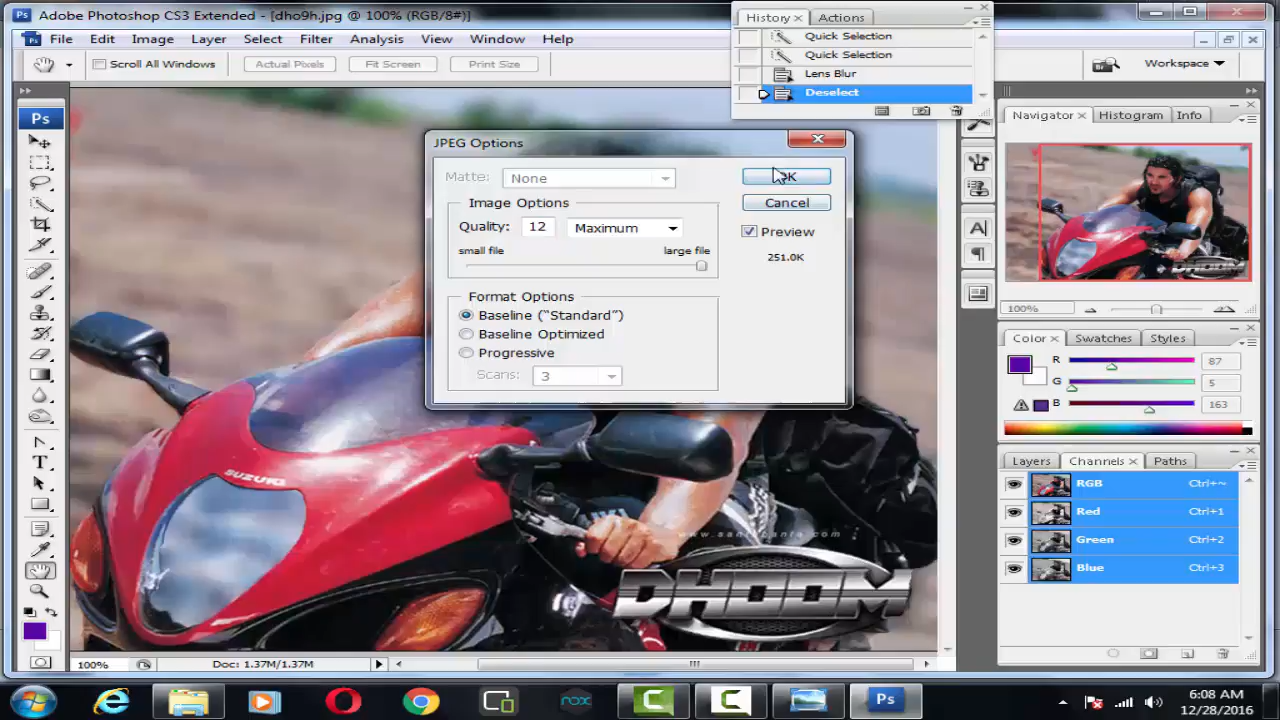 Adobe Photoshop CS3 Extended - [dho9h.jpg @ 100% (RGB/8#)]
File Edit Image Layer Select Filter Analysis View Window Help
Scroll All Windows Actual Pixels Fit Screen Print Size Workspace
History Actions
Quick Selection
Quick Selection
Lens Blur
Deselect
Ps
JPEG Options
Matte: None
OK
Cancel
Preview
251.0K
Image Options
Quality: 12 Maximum
small file large file
Format Options
Baseline ("Standard")
Baseline Optimized
Progressive
Scans: 3
Navigator Histogram Info
DHOOM
100%
Color Swatches Styles
R 87
G 5
B 163
Layers Channels Paths
RGB Ctrl+~
Red Ctrl+1
Green Ctrl+2
Blue Ctrl+3
SUZUKI
DHOOM
100% Doc: 1.37M/1.37M
nox
Ps
6:08 AM
12/28/2016